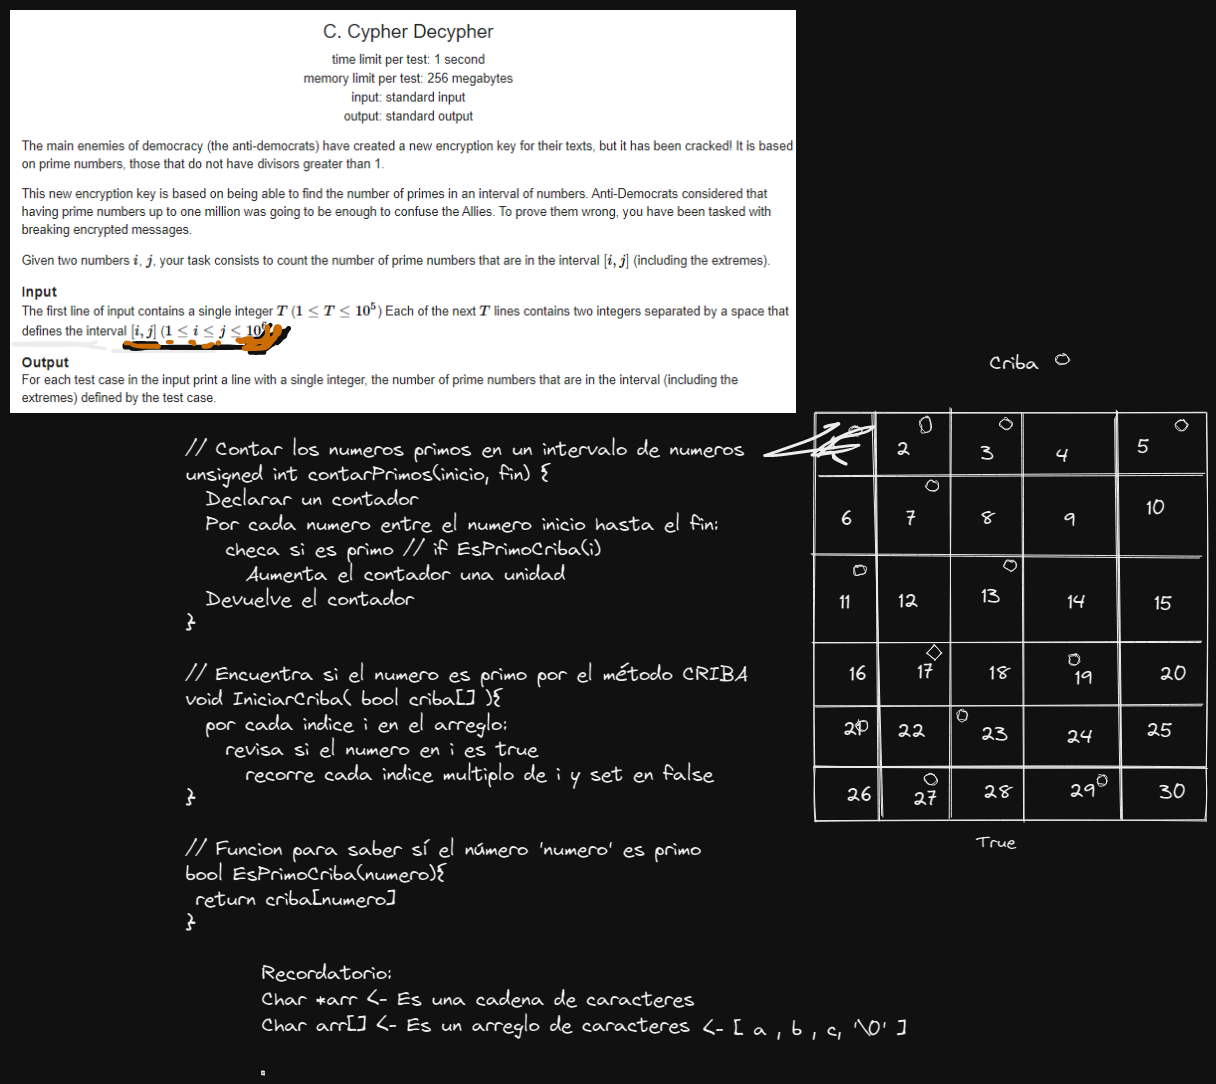 C. Cypher Decypher
time limit per test: 1 second
memory limit per test: 256 megabytes
input: standard input
output: standard output
The main enemies of democracy (the anti-democrats) have created a new encryption key for their texts, but it has been cracked! It is based
on prime numbers, those that do not have divisors greater than 1.
This new encryption key is based on being able to find the number of primes in an interval of numbers. Anti-Democrats considered that
having prime numbers up to one million was going to be enough to confuse the Allies. To prove them wrong, you have been tasked with
breaking encrypted messages.
Given two numbers i, j, your task consists to count the number of prime numbers that are in the interval [i, j] (including the extremes).
Input
The first line of input contains a single integer T (1 ≤ T ≤ 10⁵) Each of the next T lines contains two integers separated by a space that
defines the interval [i, j] (1 ≤ i ≤ j ≤ 10
Output
For each test case in the input print a line with a single integer, the number of prime numbers that are in the interval (including the
extremes) defined by the test case.
// Contar los numeros primos en un intervalo de numeros
unsigned int contarPrimos(inicio, fin) {
Declarar un contador
Por cada numero entre el numero inicio hasta el fin:
checa si es primo // if EsPrimoCriba(i)
Aumenta el contador una unidad
Devuelve el contador
}
// Encuentra si el numero es primo por el método CRIBA
void IniciarCriba( bool criba[] ){
por cada indice i en el arreglo:
revisa si el numero en i es true
recorre cada indice multiplo de i y set en false
}
// Funcion para saber sí el número 'numero' es primo
bool EsPrimoCriba(numero){
return criba[numero]
}
Recordatorio:
Char *arr <- Es una cadena de caracteres
Char arr[] <- Es un arreglo de caracteres <- [ a , b , c, '\0' ]
Criba
2 3 4 5
6 7 8 9 10
11 12 13 14 15
16 17 18 19 20
21 22 23 24 25
26 27 28 29 30
True